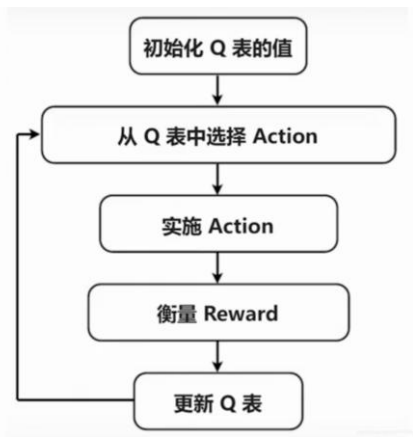 初始化 Q 表的值
从 Q 表中选择 Action
实施 Action
衡量 Reward
更新 Q 表